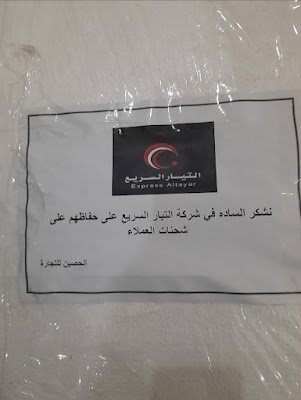 التيار السريع
Express Altayar
نشكر الساده في شركة التيار السريع على حفاظهم على
شحنات العملاء
الحصين للتجارة